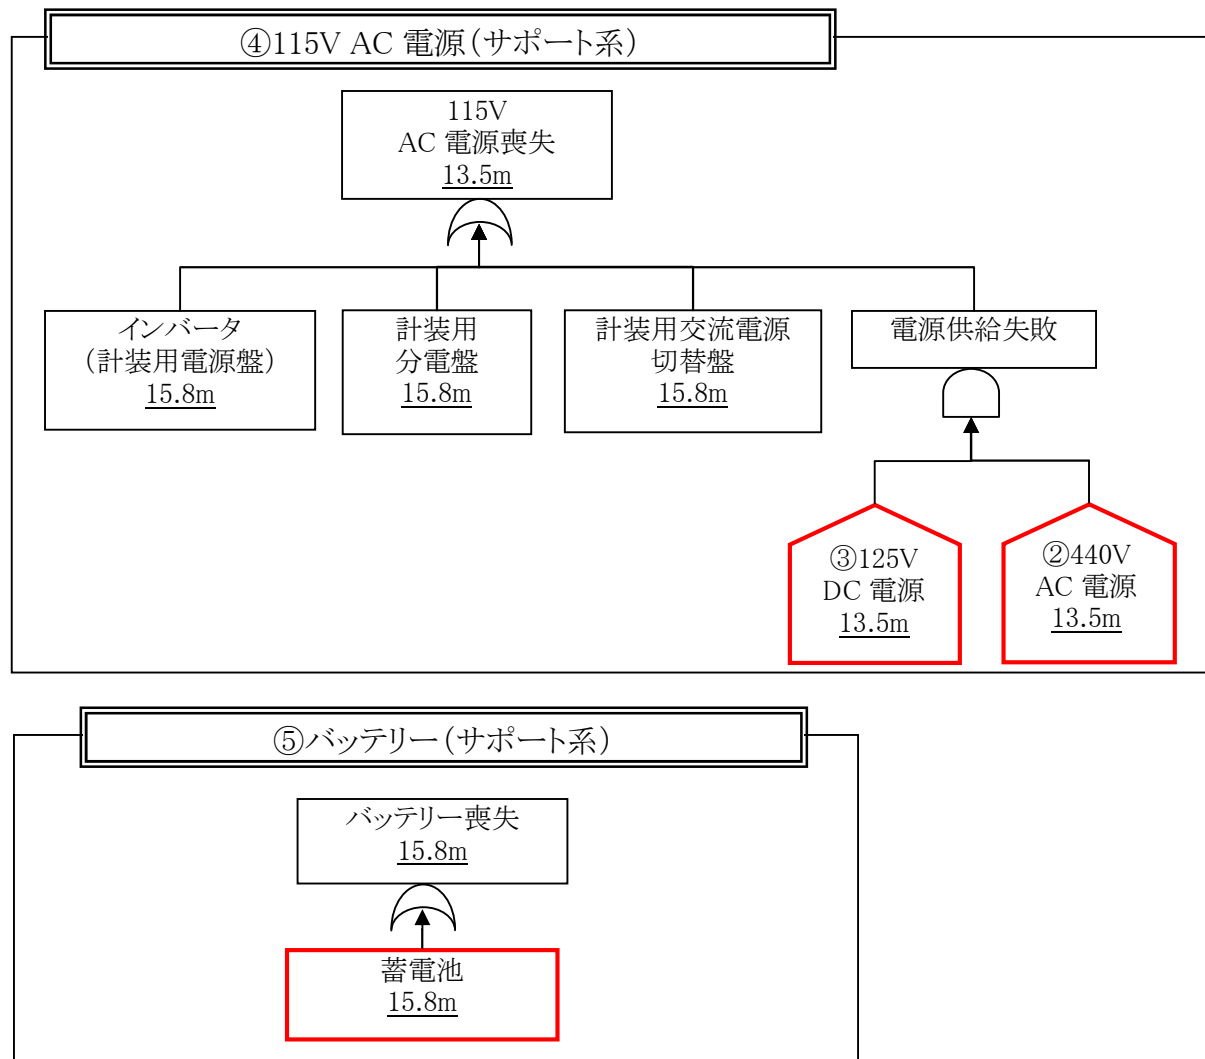 ④115V AC 電源(サポート系)
115V
AC 電源喪失
13.5m
インバータ
(計装用電源盤)
15.8m
計装用
分電盤
15.8m
計装用交流電源
切替盤
15.8m
電源供給失敗
③125V
DC 電源
13.5m
②440V
AC 電源
13.5m
⑤バッテリー(サポート系)
バッテリー喪失
15.8m
蓄電池
15.8m